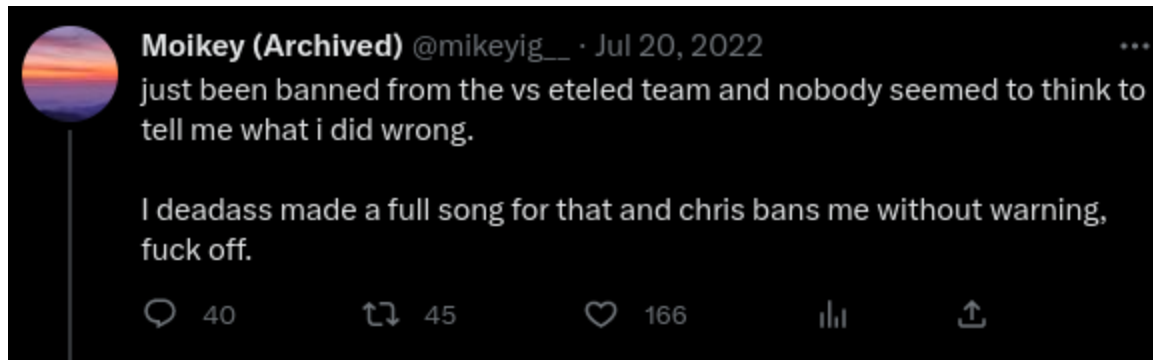 Moikey (Archived) @mikeyig__ · Jul 20, 2022
just been banned from the vs eteled team and nobody seemed to think to
tell me what i did wrong.
I deadass made a full song for that and chris bans me without warning,
fuck off.
40 45 166